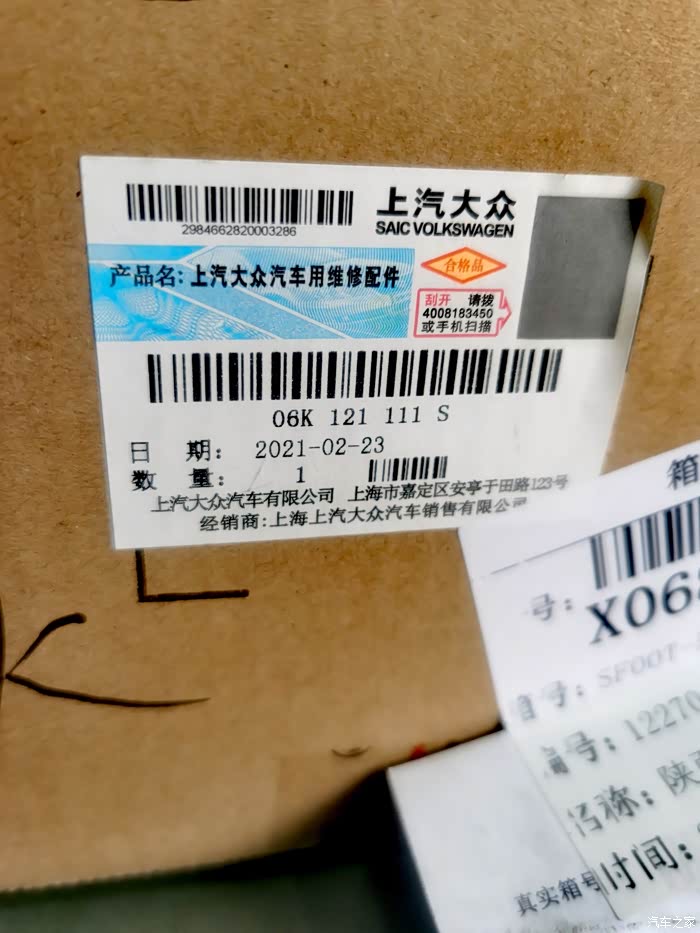 2984662820003286
上汽大众
SAIC VOLKSWAGEN
产品名:上汽大众汽车用维修配件
合格品
刮开 请拨
4008183450
或手机扫描
06K 121 111 S
日 期: 2021-02-23
数 量: 1
上汽大众汽车有限公司 上海市嘉定区安亭于田路123号
经销商:上海上汽大众汽车销售有限公
L
K
箱
号: X06
号: SF00T-
编号: 12270
名称: 陕
时间:
真实箱号
汽车之家